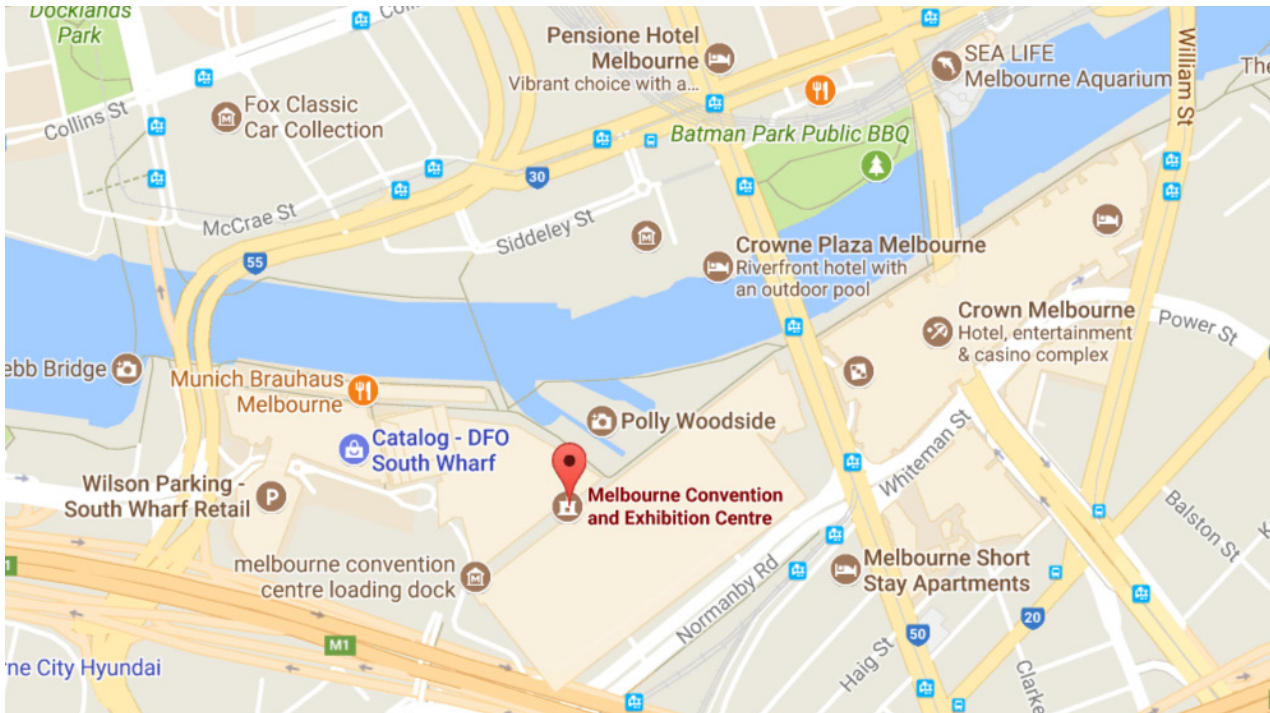 Docklands
Park
Collins St
Fox Classic
Car Collection
Pensione Hotel
Melbourne
Vibrant choice with a...
SEA LIFE
Melbourne Aquarium
William St
The
Batman Park Public BBQ
30
McCrae St
Siddeley St
55
Crowne Plaza Melbourne
Riverfront hotel with
an outdoor pool
Crown Melbourne
Hotel, entertainment
& casino complex
Power St
ebb Bridge
Munich Brauhaus
Melbourne
Polly Woodside
Catalog - DFO
South Wharf
Whiteman St
Wilson Parking -
South Wharf Retail
P
Melbourne Convention
and Exhibition Centre
Balston St
melbourne convention
centre loading dock
Normanby Rd
Melbourne Short
Stay Apartments
1
M1
20
50
Haig St
Clarke
rne City Hyundai